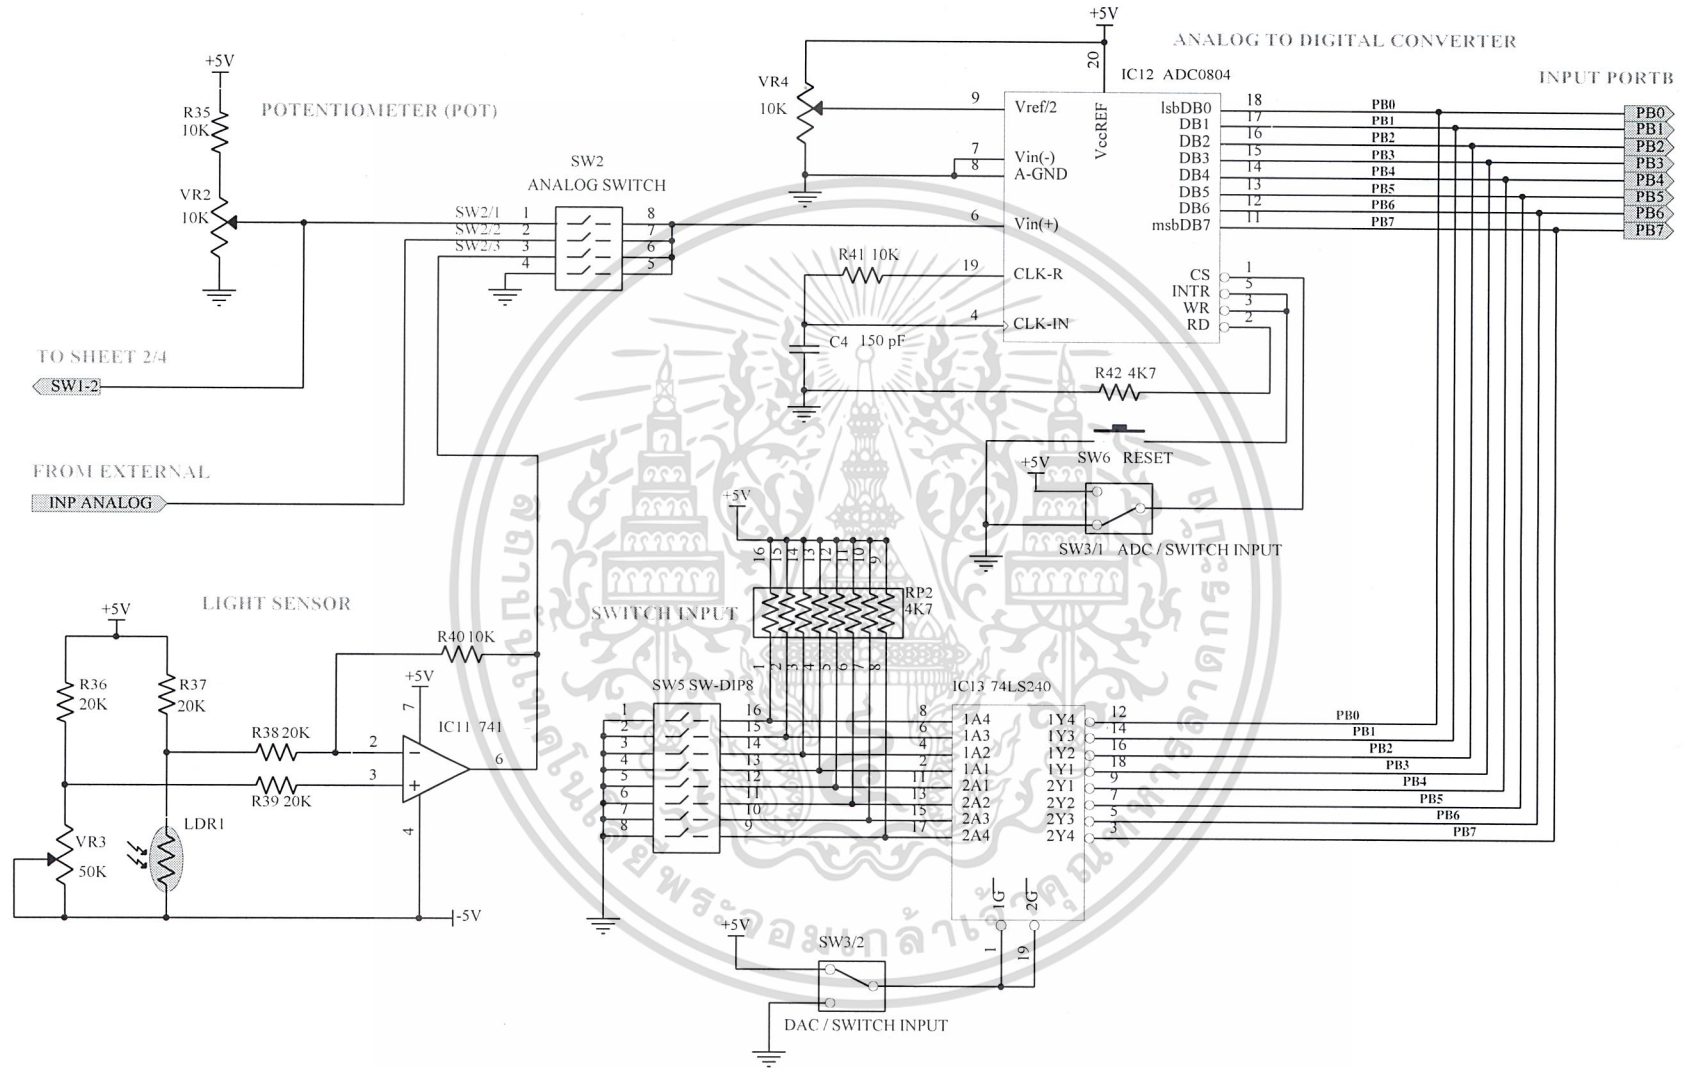 +5V
ANALOG TO DIGITAL CONVERTER
+5V
20
IC12 ADC0804
INPUT PORTB
R35
10K
POTENTIOMETER (POT)
VR4
10K
9
Vref/2
VccREF
lsbDB0
18
PB0
PB0
DB1
17
PB1
PB1
DB2
16
PB2
PB2
DB3
15
PB3
PB3
DB4
14
PB4
PB4
DB5
13
PB5
PB5
DB6
12
PB6
PB6
msbDB7
11
PB7
PB7
7
Vin(-)
8
A-GND
SW2
ANALOG SWITCH
VR2
10K
SW2/1
1
8
SW2/2
2
7
SW2/3
3
6
4
5
6
Vin(+)
R41 10K
19
CLK-R
CS
1
INTR
5
WR
3
RD
2
4
CLK-IN
C4 150 pF
TO SHEET 2/4
SW1-2
R42 4K7
SW6 RESET
FROM EXTERNAL
INP ANALOG
+5V
SW3/1 ADC / SWITCH INPUT
+5V
16
15
14
13
12
11
10
9
SWITCH INPUT
RP2
4K7
1
2
3
4
5
6
7
8
LIGHT SENSOR
+5V
R36
20K
R37
20K
R40 10K
+5V
7
IC11 741
R38 20K
2
−
6
R39 20K
3
+
4
LDR1
VR3
50K
-5V
SW5 SW-DIP8
1
16
2
15
3
14
4
13
5
12
6
11
7
10
8
9
IC13 74LS240
8
1A4
1Y4
12
PB0
6
1A3
1Y3
14
PB1
4
1A2
1Y2
16
PB2
2
1A1
1Y1
18
PB3
11
2A1
2Y1
9
PB4
13
2A2
2Y2
7
PB5
15
2A3
2Y3
5
PB6
17
2A4
2Y4
3
PB7
1G
2G
1
19
+5V
SW3/2
DAC / SWITCH INPUT